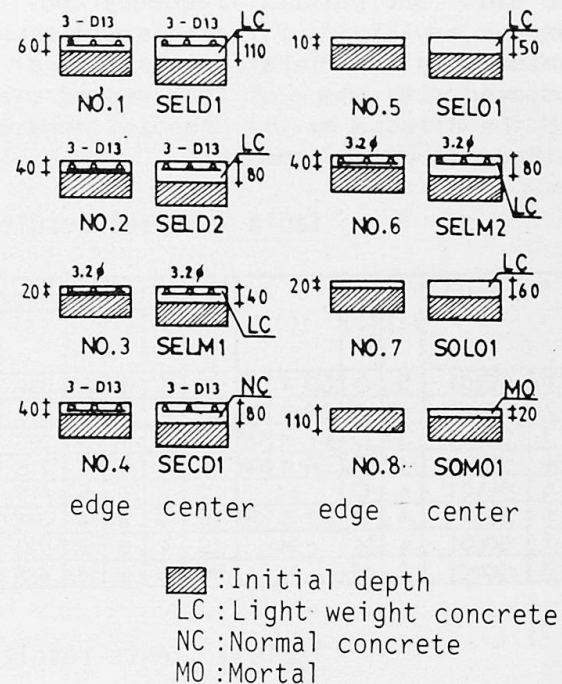 3-D13 3-D13 LC
60 110 10 LC 50
NO.1 SELD1 NO.5 SELO1
3-D13 3-D13 LC 3.2φ 3.2φ
40 80 40 80
NO.2 SELD2 NO.6 SELM2 LC
3.2φ 3.2φ LC
20 40 20 60
LC
NO.3 SELM1 NO.7 SOLO1
3-D13 3-D13 NC MO
40 80 110 20
NO.4 SECD1 NO.8 SOMO1
edge center edge center
:Initial depth
LC:Light weight concrete
NC:Normal concrete
MO:Mortal